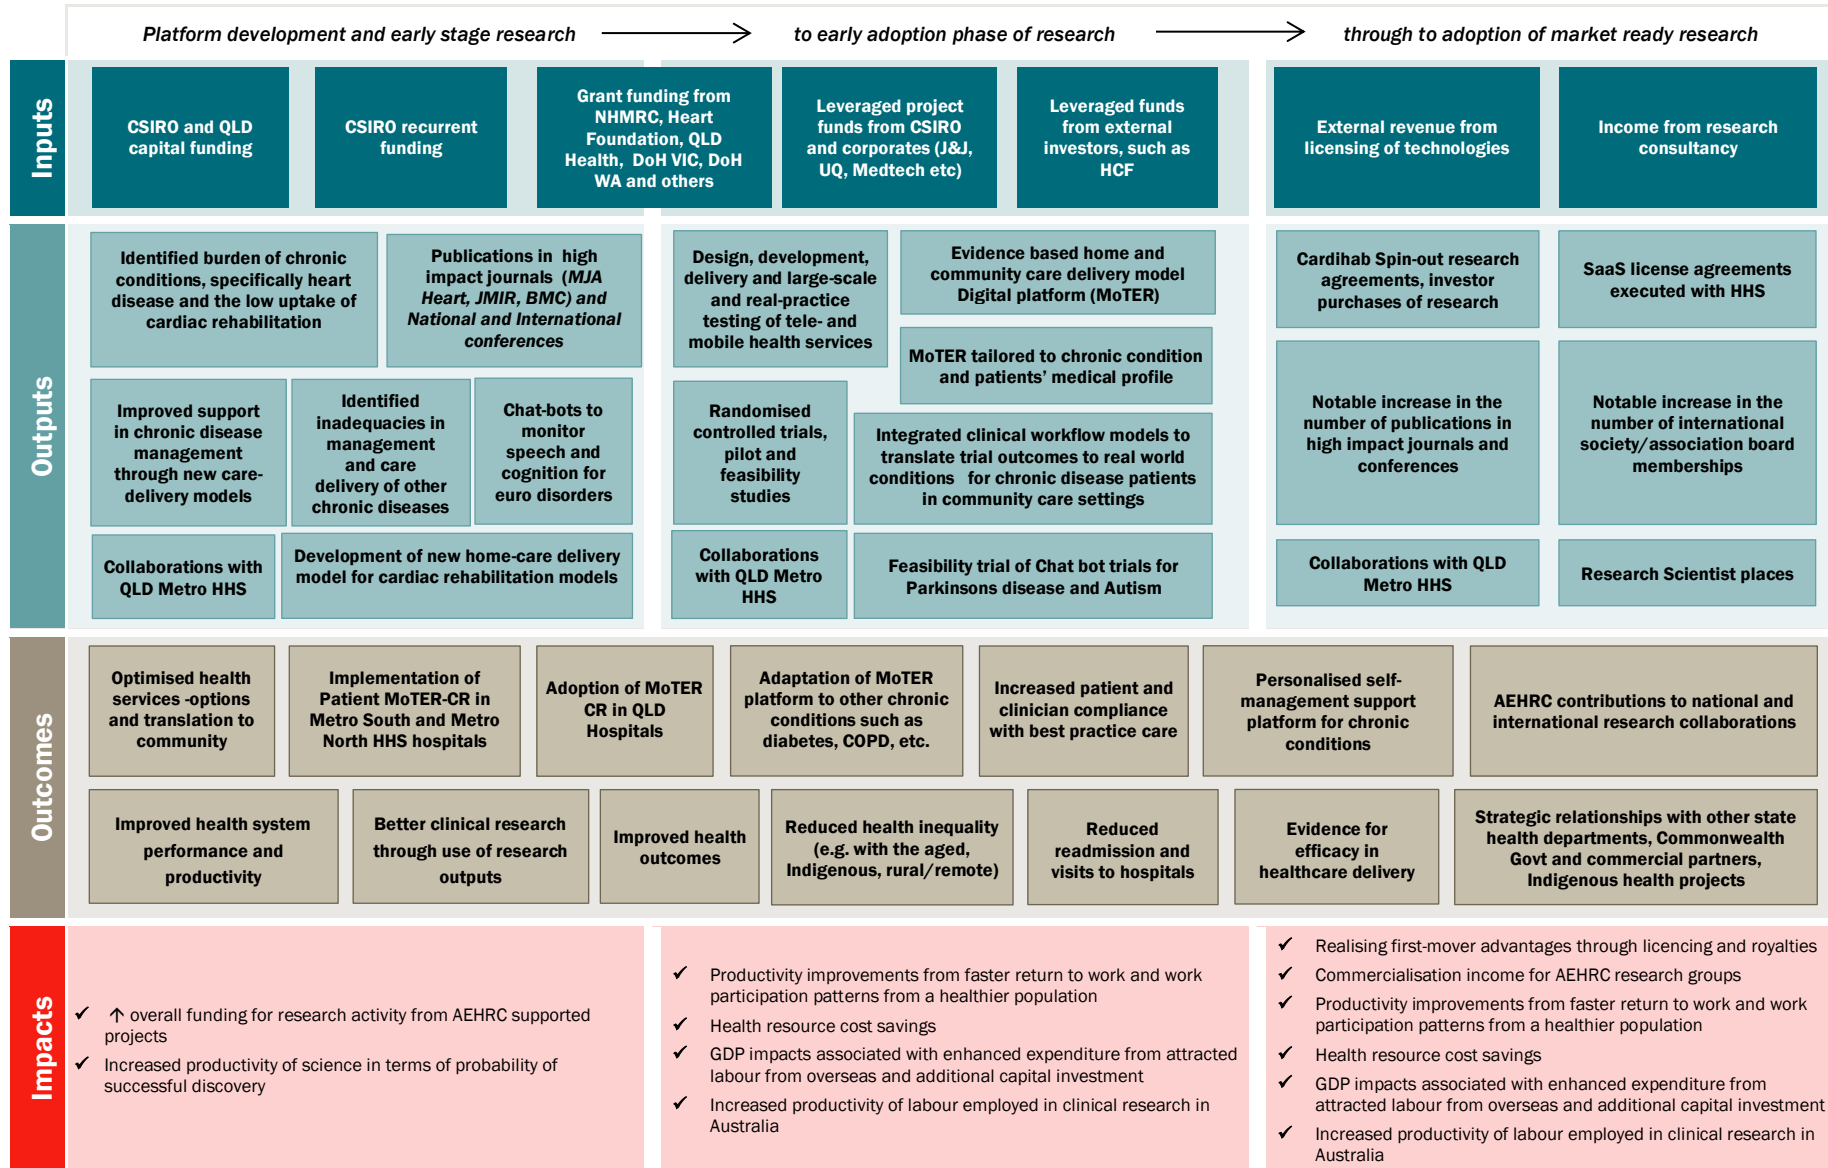 Platform development and early stage research
to early adoption phase of research
through to adoption of market ready research
Inputs
CSIRO and QLD
capital funding
CSIRO recurrent
funding
Grant funding from
NHMRC, Heart
Foundation, QLD
Health, DoH VIC, DoH
WA and others
Leveraged project
funds from CSIRO
and corporates (J&J,
UQ, Medtech etc)
Leveraged funds
from external
investors, such as
HCF
External revenue from
licensing of technologies
Income from research
consultancy
Outputs
Identified burden of chronic
conditions, specifically heart
disease and the low uptake of
cardiac rehabilitation
Publications in high
impact journals (MJA
Heart, JMIR, BMC) and
National and International
conferences
Improved support
in chronic disease
management
through new care-
delivery models
Identified
inadequacies in
management
and care
delivery of other
chronic diseases
Chat-bots to
monitor
speech and
cognition for
euro disorders
Collaborations with
QLD Metro HHS
Development of new home-care delivery
model for cardiac rehabilitation models
Design, development,
delivery and large-scale
and real-practice
testing of tele- and
mobile health services
Evidence based home and
community care delivery model
Digital platform (MoTER)
MoTER tailored to chronic condition
and patients’ medical profile
Randomised
controlled trials,
pilot and
feasibility
studies
Integrated clinical workflow models to
translate trial outcomes to real world
conditions for chronic disease patients
in community care settings
Collaborations
with QLD Metro
HHS
Feasibility trial of Chat bot trials for
Parkinsons disease and Autism
Cardihab Spin-out research
agreements, investor
purchases of research
SaaS license agreements
executed with HHS
Notable increase in the
number of publications in
high impact journals and
conferences
Notable increase in the
number of international
society/association board
memberships
Collaborations with QLD
Metro HHS
Research Scientist places
Outcomes
Optimised health
services -options
and translation to
community
Implementation of
Patient MoTER-CR in
Metro South and Metro
North HHS hospitals
Adoption of MoTER
CR in QLD
Hospitals
Adaptation of MoTER
platform to other chronic
conditions such as
diabetes, COPD, etc.
Increased patient and
clinician compliance
with best practice care
Personalised self-
management support
platform for chronic
conditions
AEHRC contributions to national and
international research collaborations
Improved health system
performance and
productivity
Better clinical research
through use of research
outputs
Improved health
outcomes
Reduced health inequality
(e.g. with the aged,
Indigenous, rural/remote)
Reduced
readmission and
visits to hospitals
Evidence for
efficacy in
healthcare delivery
Strategic relationships with other state
health departments, Commonwealth
Govt and commercial partners,
Indigenous health projects
Impacts
✓ ↑ overall funding for research activity from AEHRC supported
projects
✓ Increased productivity of science in terms of probability of
successful discovery
✓ Productivity improvements from faster return to work and work
participation patterns from a healthier population
✓ Health resource cost savings
✓ GDP impacts associated with enhanced expenditure from attracted
labour from overseas and additional capital investment
✓ Increased productivity of labour employed in clinical research in
Australia
✓ Realising first-mover advantages through licencing and royalties
✓ Commercialisation income for AEHRC research groups
✓ Productivity improvements from faster return to work and work
participation patterns from a healthier population
✓ Health resource cost savings
✓ GDP impacts associated with enhanced expenditure from
attracted labour from overseas and additional capital investment
✓ Increased productivity of labour employed in clinical research in
Australia